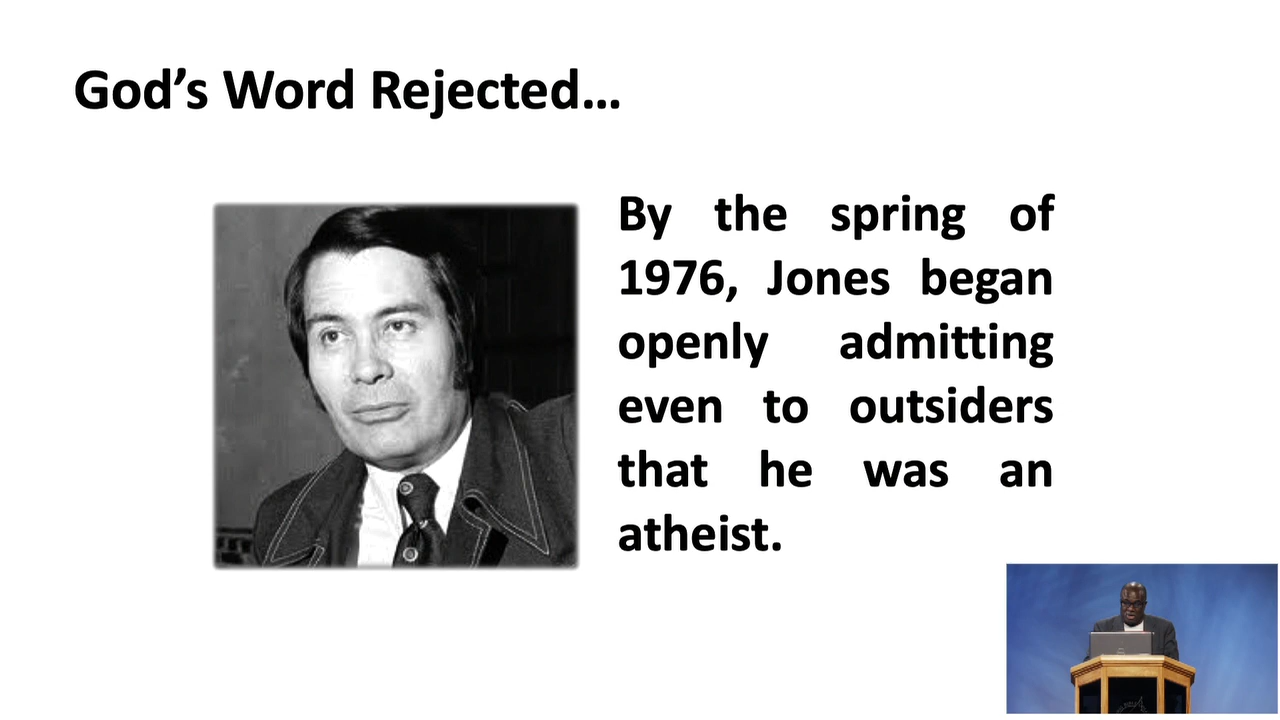 God’s Word Rejected...
By the spring of
1976, Jones began
openly admitting
even to outsiders
that he was an
atheist.